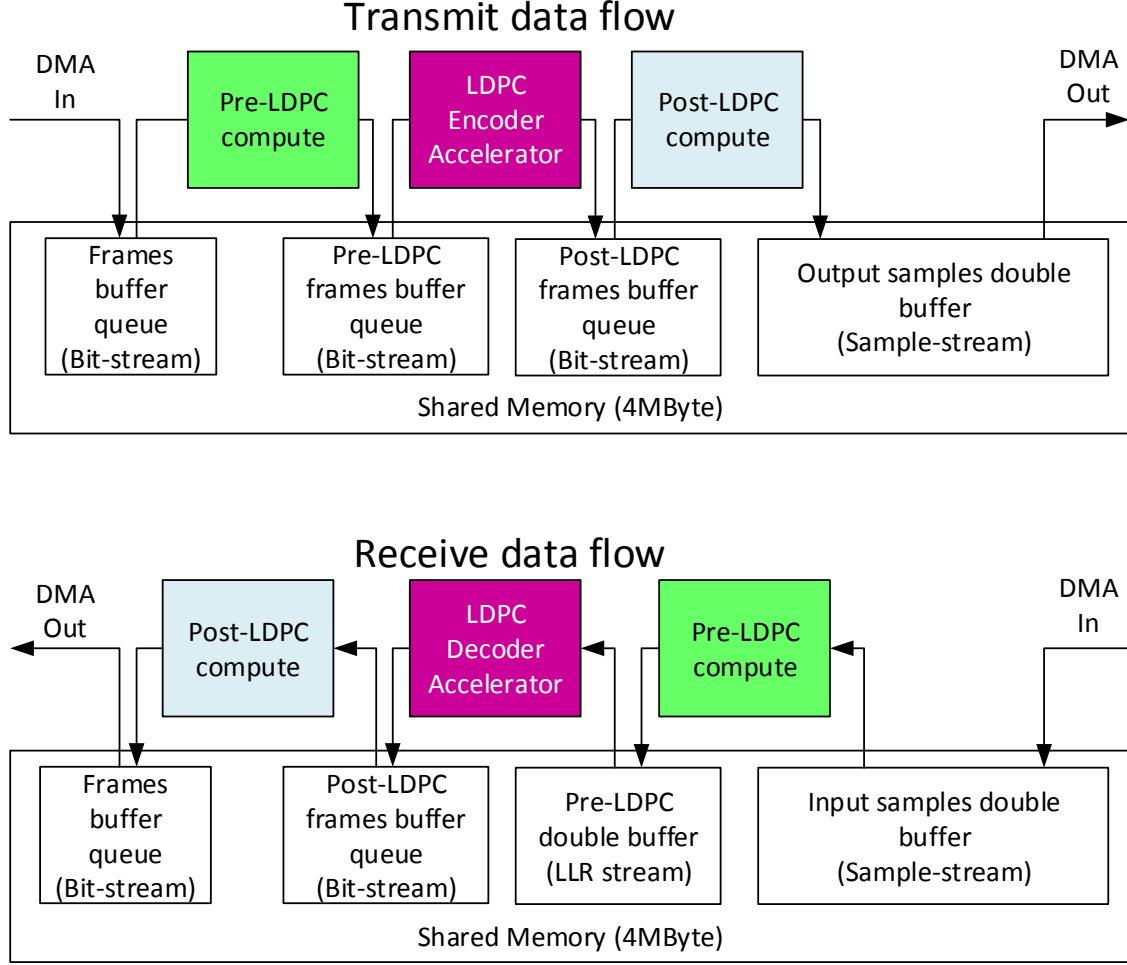 Transmit data flow
DMA
In
Pre-LDPC
compute
LDPC
Encoder
Accelerator
Post-LDPC
compute
DMA
Out
Frames
buffer
queue
(Bit-stream)
Pre-LDPC
frames buffer
queue
(Bit-stream)
Post-LDPC
frames buffer
queue
(Bit-stream)
Output samples double
buffer
(Sample-stream)
Shared Memory (4MByte)
Receive data flow
DMA
Out
Post-LDPC
compute
LDPC
Decoder
Accelerator
Pre-LDPC
compute
DMA
In
Frames
buffer
queue
(Bit-stream)
Post-LDPC
frames buffer
queue
(Bit-stream)
Pre-LDPC
double buffer
(LLR stream)
Input samples double
buffer
(Sample-stream)
Shared Memory (4MByte)